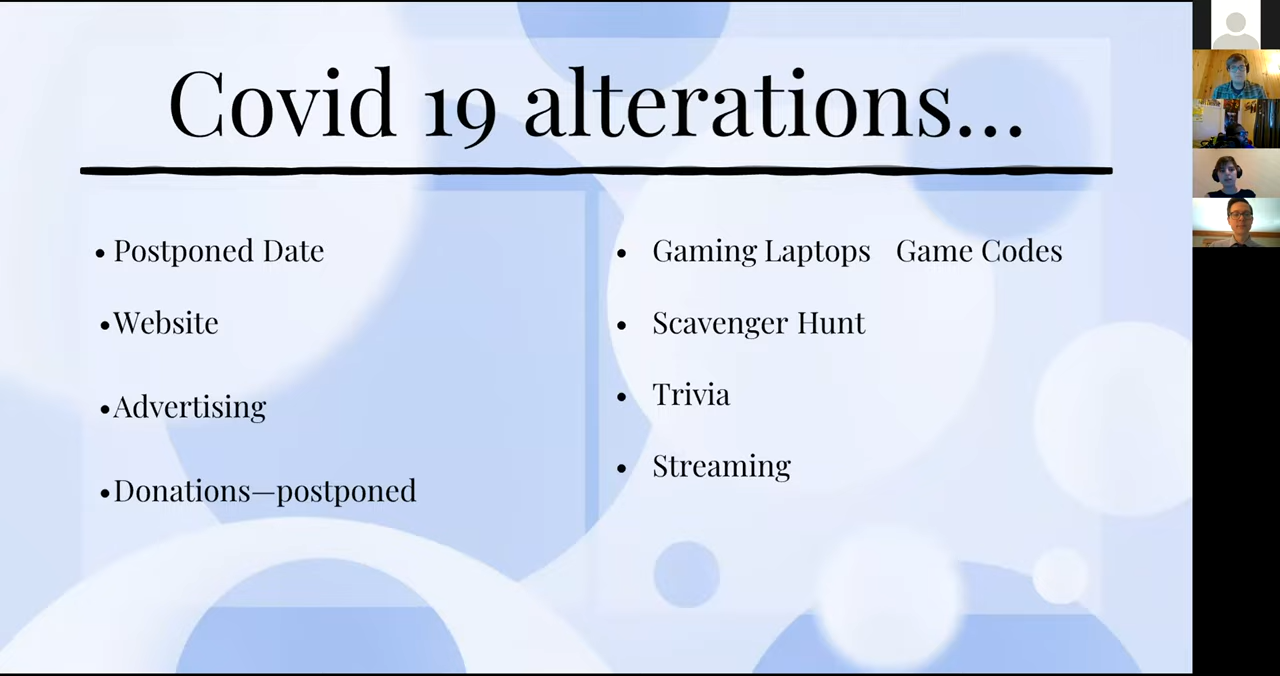 Covid 19 alterations...
• Postponed Date
•Website
•Advertising
•Donations—postponed
• Gaming Laptops Game Codes
• Scavenger Hunt
• Trivia
• Streaming